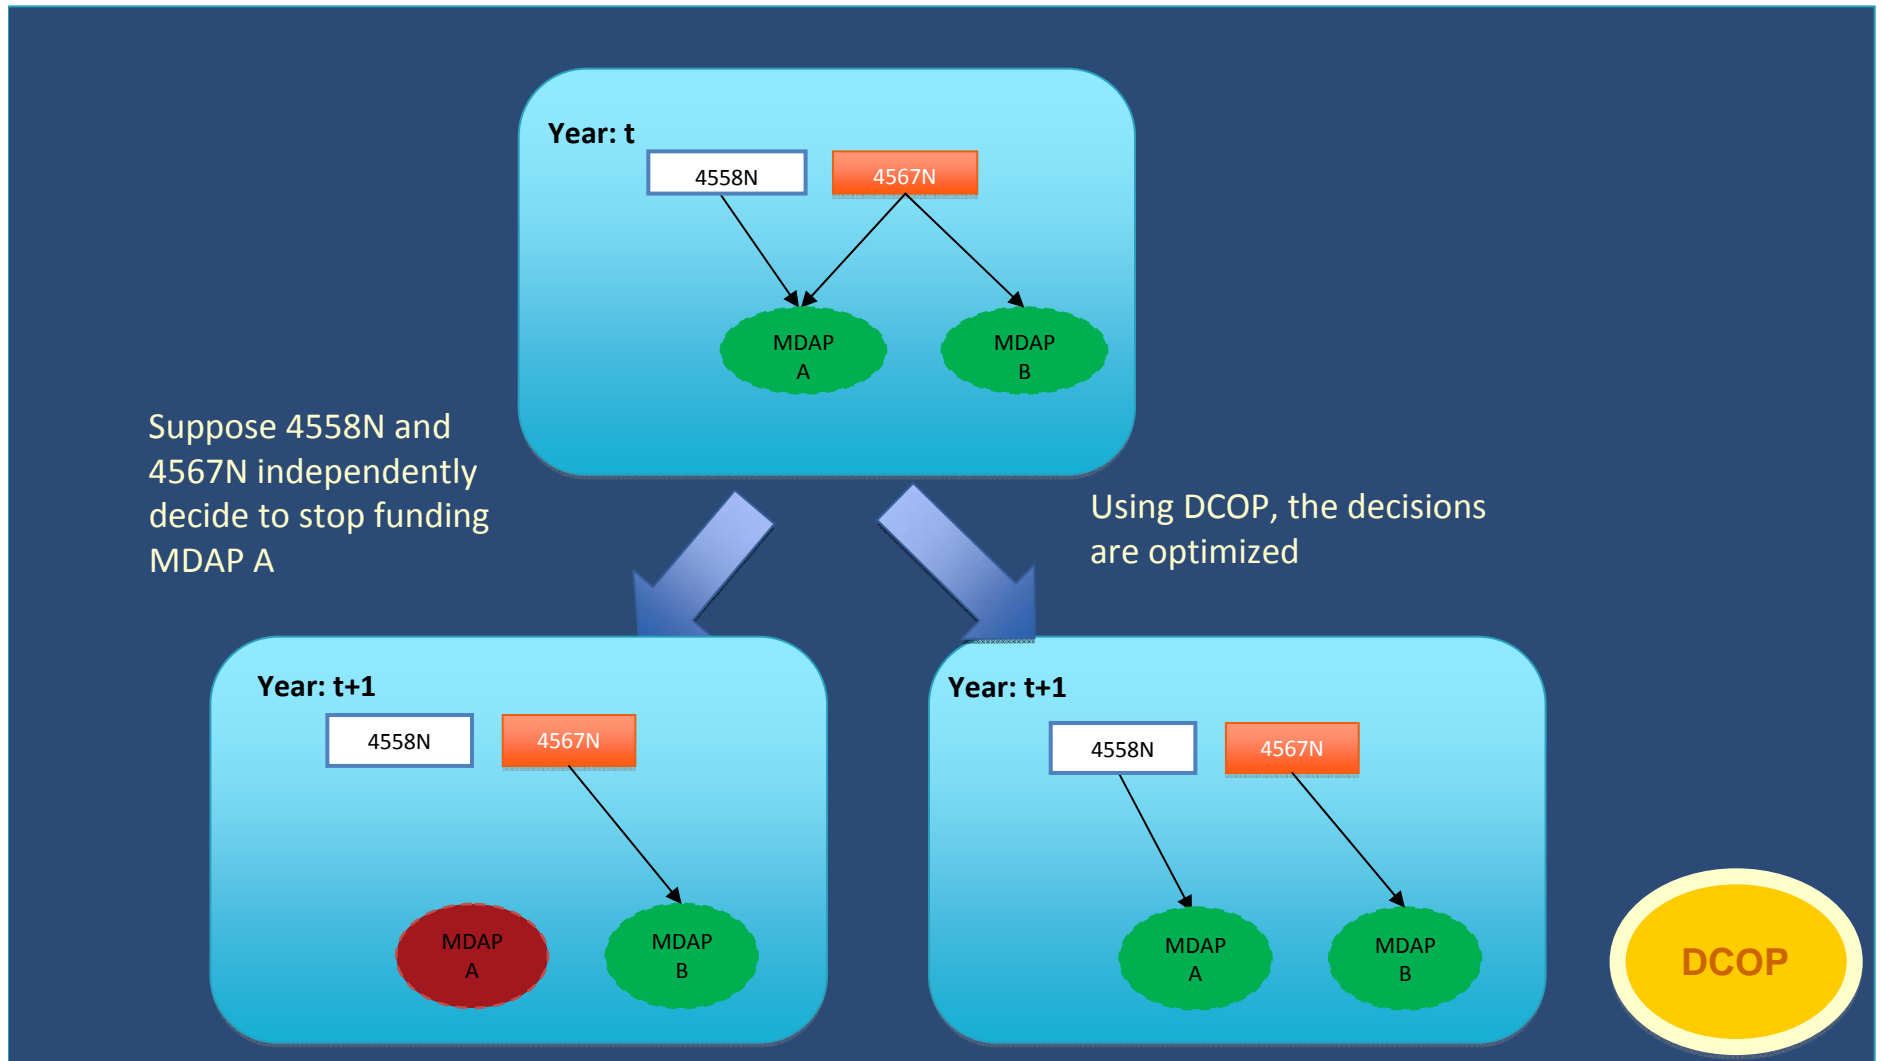 Year: t
4558N
4567N
MDAP
A
MDAP
B
Suppose 4558N and
4567N independently
decide to stop funding
MDAP A
Using DCOP, the decisions
are optimized
Year: t+1
4558N
4567N
MDAP
A
MDAP
B
Year: t+1
4558N
4567N
MDAP
A
MDAP
B
DCOP